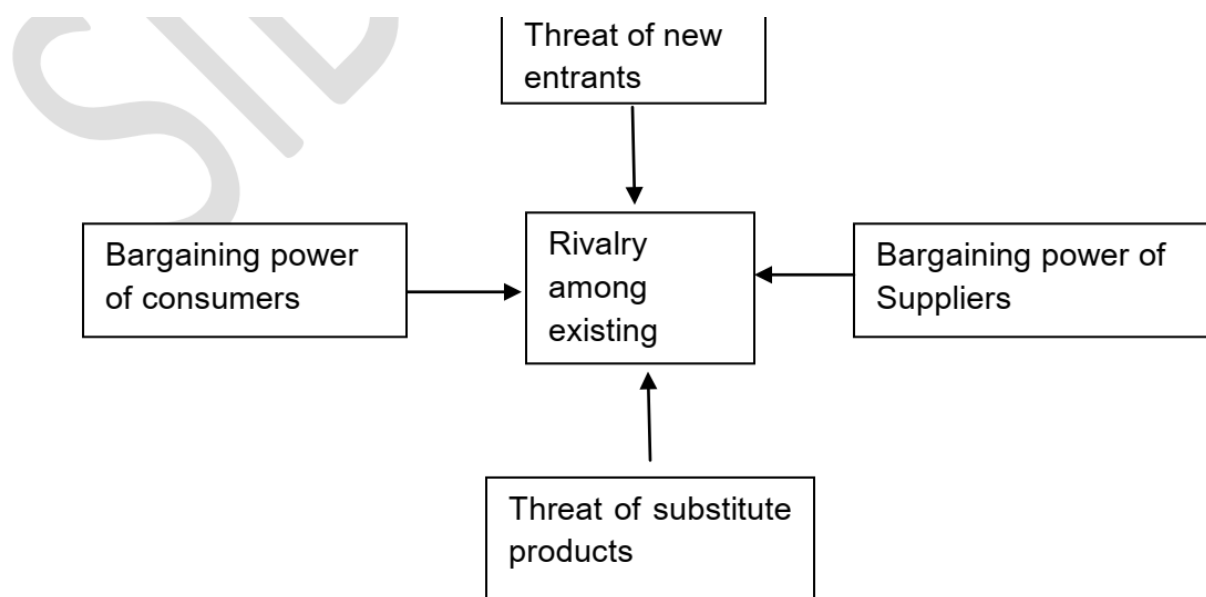 Threat of new
entrants
Bargaining power
of consumers
Rivalry
among
existing
Bargaining power of
Suppliers
Threat of substitute
products